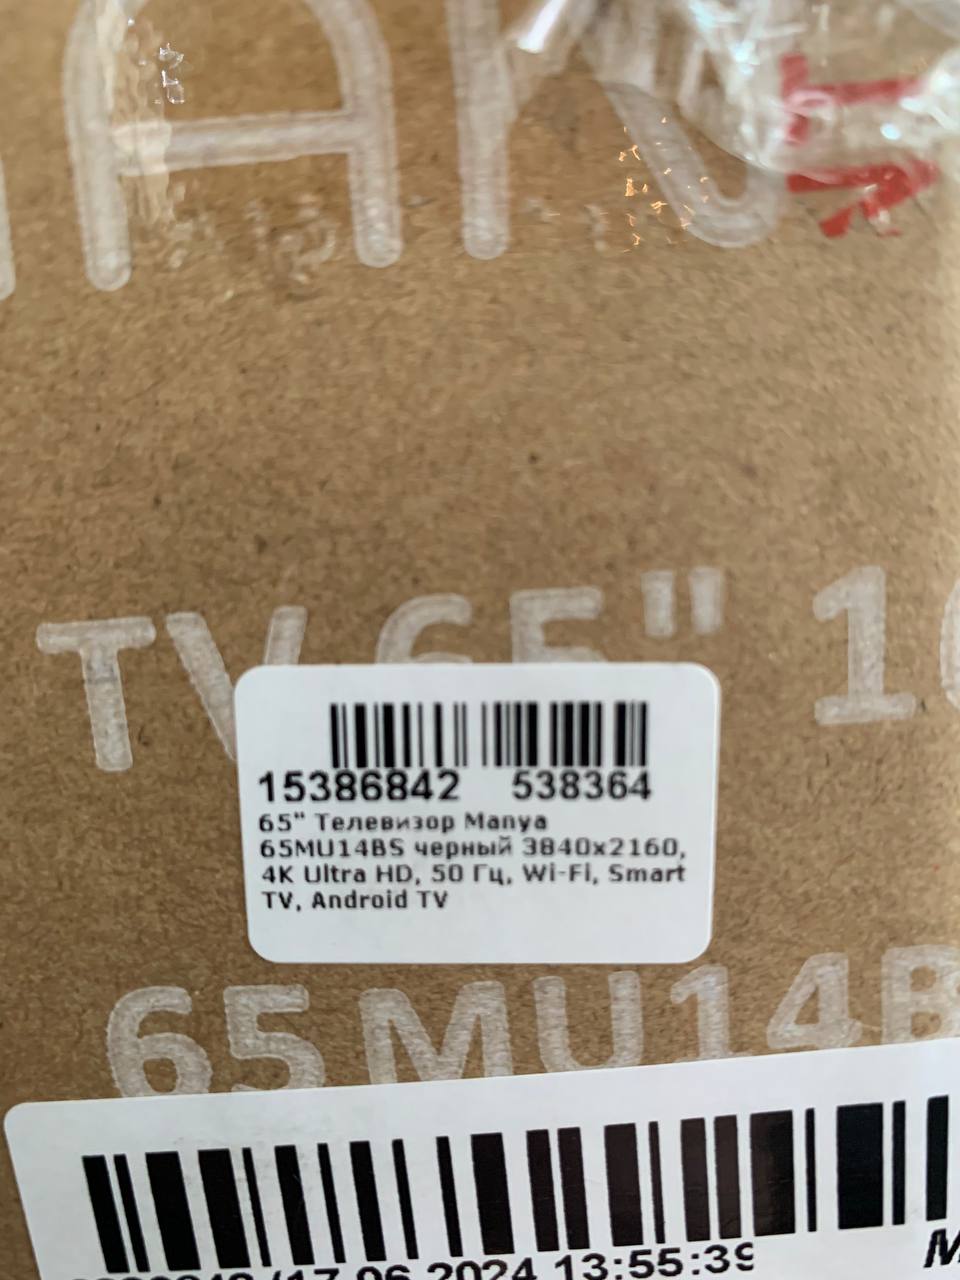 TV 65" 1
15386842 538364
65" Телевизор Manya
65MU14BS черный 3840x2160,
4K Ultra HD, 50 Гц, Wi-Fi, Smart
TV, Android TV
65MU14B
17.06.2024 13:55:39